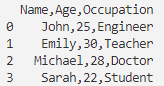 Name,Age,Occupation
0 John,25,Engineer
1 Emily,30,Teacher
2 Michael,28,Doctor
3 Sarah,22,Student